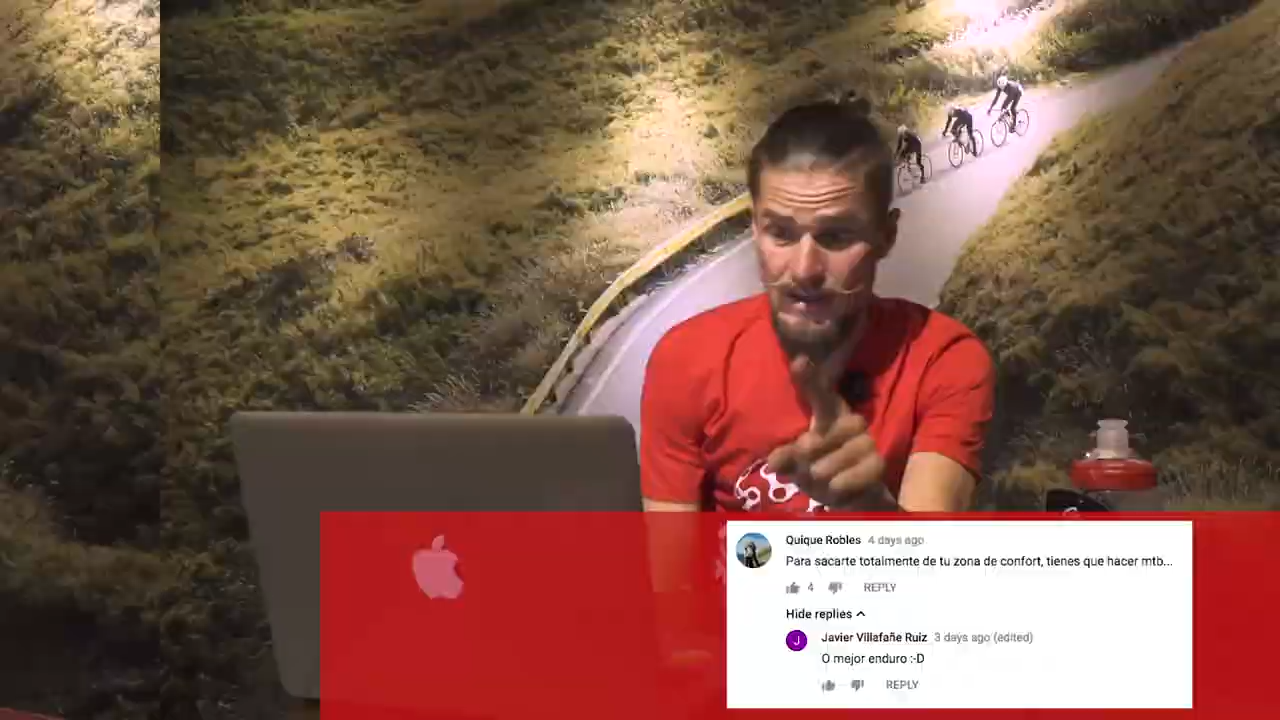 Quique Robles 4 days ago
Para sacarte totalmente de tu zona de confort, tienes que hacer mtb...
4 REPLY
Hide replies
J Javier Villafañe Ruiz 3 days ago (edited)
O mejor enduro :-D
REPLY